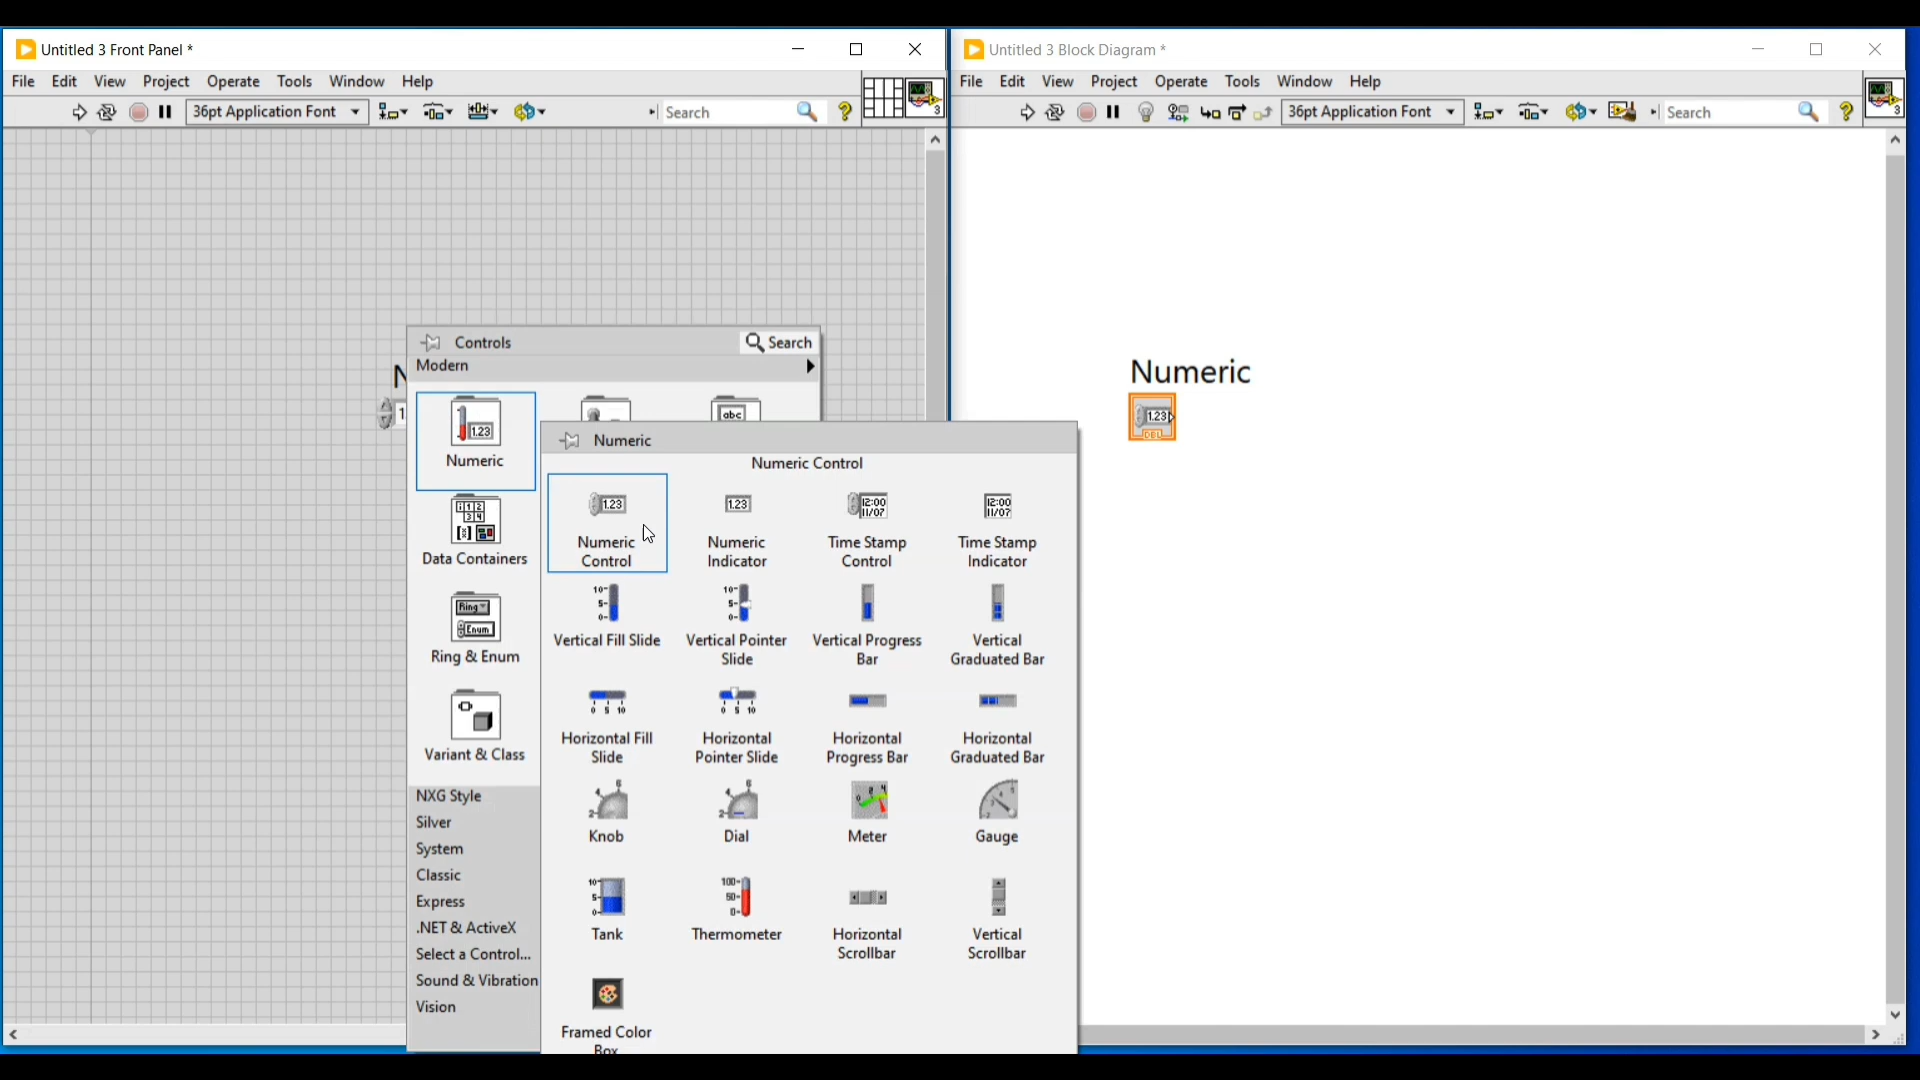 Untitled 3 Front Panel *
File Edit View Project Operate Tools Window Help
36pt Application Font
Search
3
Untitled 3 Block Diagram *
File Edit View Project Operate Tools Window Help
36pt Application Font
Search
3
Controls
Search
Modern
Numeric
Data Containers
Ring & Enum
Variant & Class
NXG Style
Silver
System
Classic
Express
.NET & ActiveX
Select a Control...
Sound & Vibration
Vision
Numeric
Numeric Control
Numeric
Control
Numeric
Indicator
Time Stamp
Control
Time Stamp
Indicator
Vertical Fill Slide
Vertical Pointer
Slide
Vertical Progress
Bar
Vertical
Graduated Bar
Horizontal Fill
Slide
Horizontal
Pointer Slide
Horizontal
Progress Bar
Horizontal
Graduated Bar
Knob
Dial
Meter
Gauge
Tank
Thermometer
Horizontal
Scrollbar
Vertical
Scrollbar
Framed Color
Box
Numeric
1.23
DBL